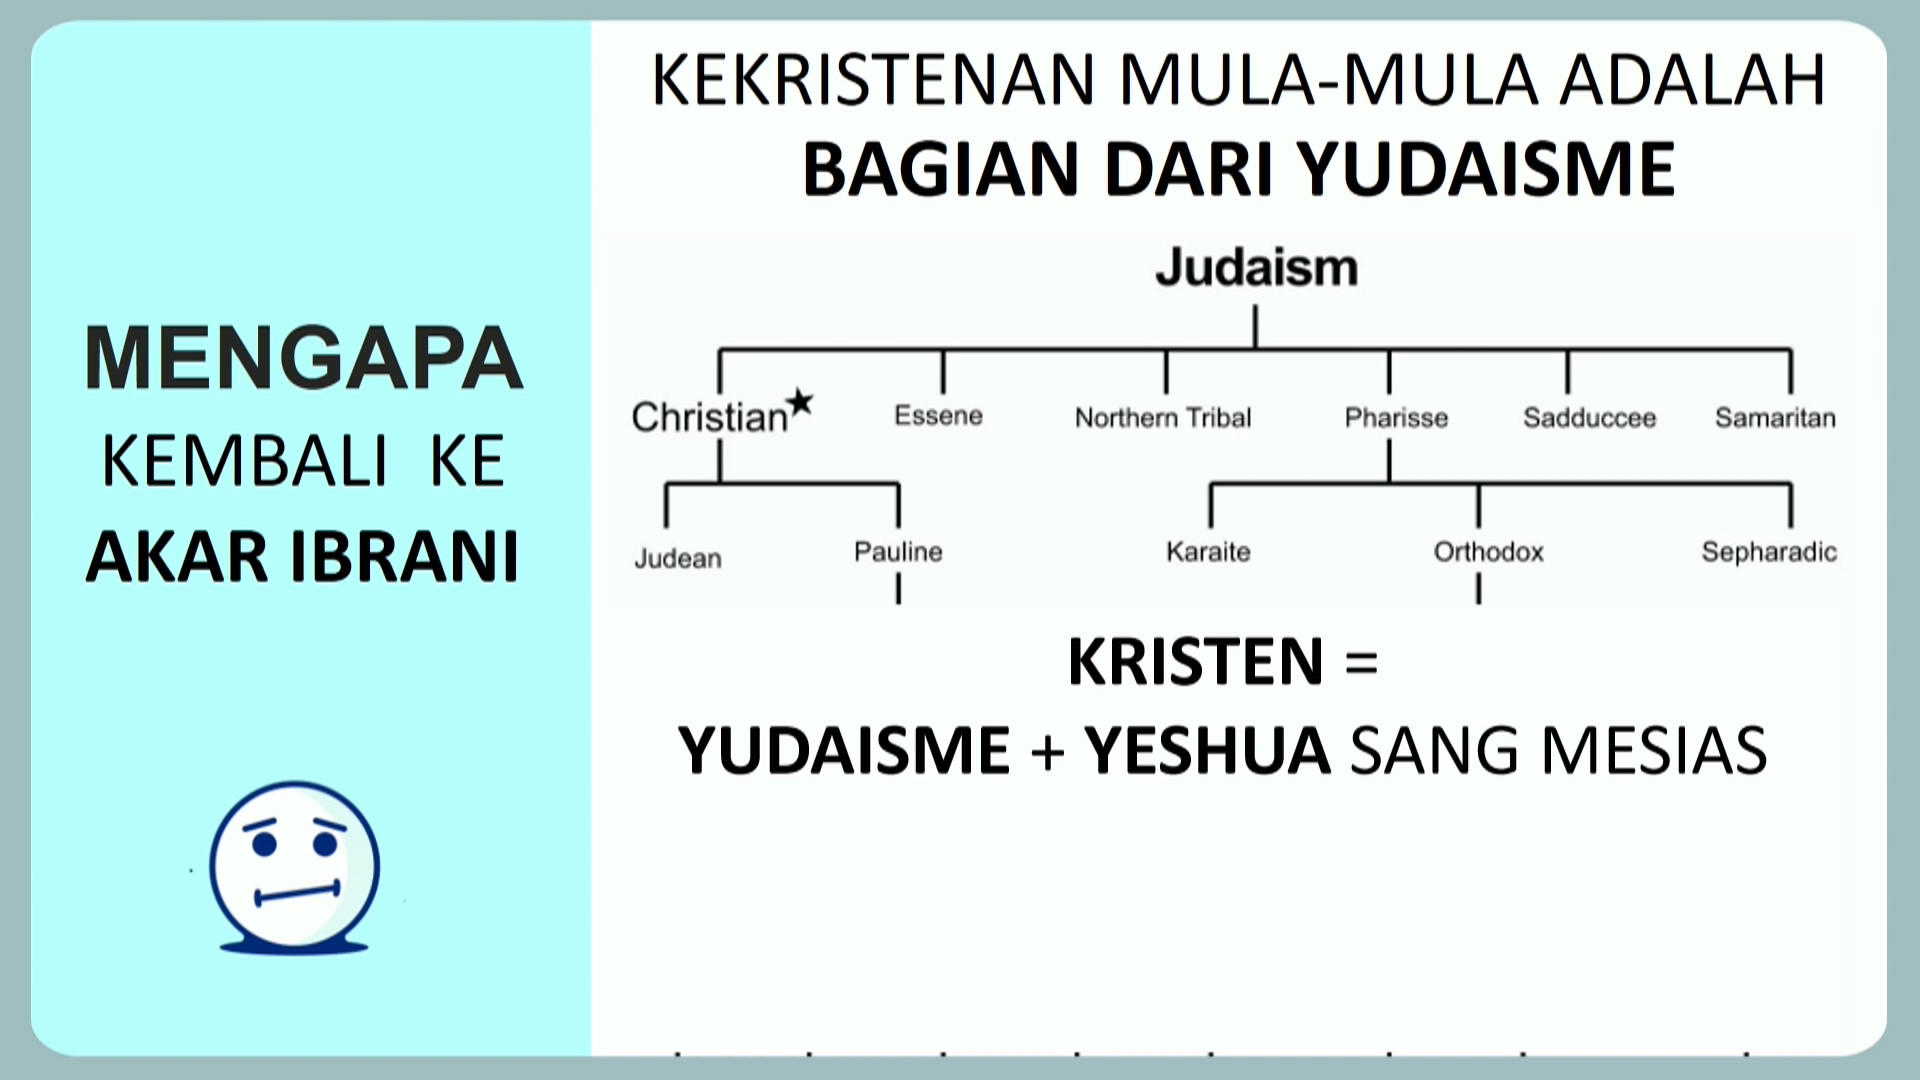 MENGAPA
KEMBALI KE
AKAR IBRANI
KEKRISTENAN MULA-MULA ADALAH
BAGIAN DARI YUDAISME
Judaism
Christian★ Essene Northern Tribal Pharisse Sadduccee Samaritan
Judean Pauline Karaite Orthodox Sepharadic
KRISTEN =
YUDAISME + YESHUA SANG MESIAS